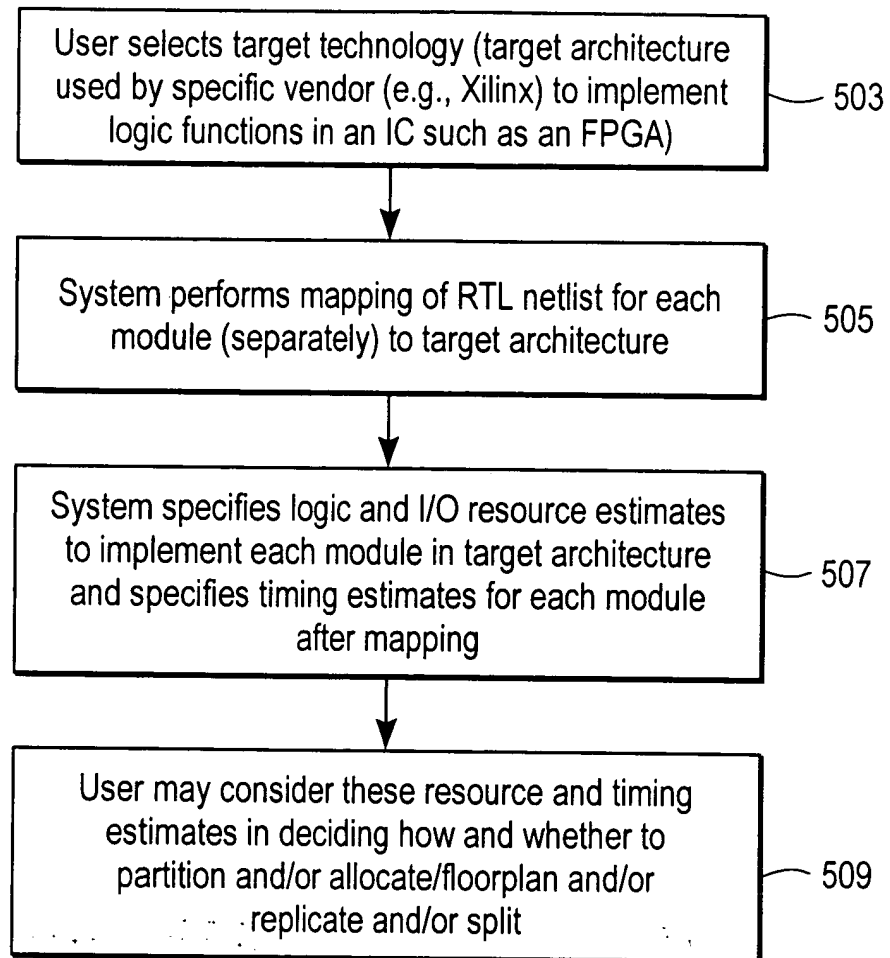 User selects target technology (target architecture
used by specific vendor (e.g., Xilinx) to implement
logic functions in an IC such as an FPGA)
503
System performs mapping of RTL netlist for each
module (separately) to target architecture
505
System specifies logic and I/O resource estimates
to implement each module in target architecture
and specifies timing estimates for each module
after mapping
507
User may consider these resource and timing
estimates in deciding how and whether to
partition and/or allocate/floorplan and/or
replicate and/or split
509